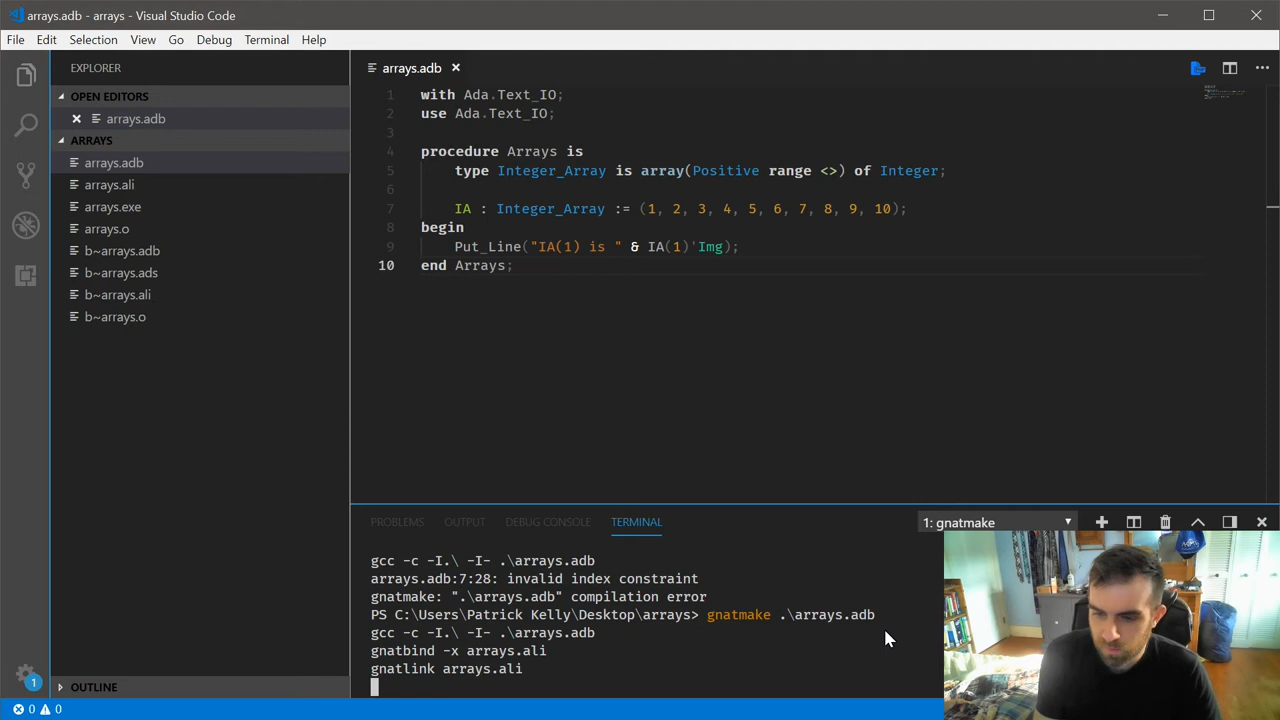 arrays.adb - arrays - Visual Studio Code
File Edit Selection View Go Debug Terminal Help
EXPLORER
OPEN EDITORS
arrays.adb
ARRAYS
arrays.adb
arrays.ali
arrays.exe
arrays.o
b~arrays.adb
b~arrays.ads
b~arrays.ali
b~arrays.o
OUTLINE
arrays.adb
1 with Ada.Text_IO;
2 use Ada.Text_IO;
3
4 procedure Arrays is
5 type Integer_Array is array(Positive range <>) of Integer;
6
7 IA : Integer_Array := (1, 2, 3, 4, 5, 6, 7, 8, 9, 10);
8 begin
9 Put_Line("IA(1) is " & IA(1)'Img);
10 end Arrays;
PROBLEMS OUTPUT DEBUG CONSOLE TERMINAL 1: gnatmake
gcc -c -I.\ -I- .\arrays.adb
arrays.adb:7:28: invalid index constraint
gnatmake: ".\arrays.adb" compilation error
PS C:\Users\Patrick Kelly\Desktop\arrays> gnatmake .\arrays.adb
gcc -c -I.\ -I- .\arrays.adb
gnatbind -x arrays.ali
gnatlink arrays.ali
1
0 0